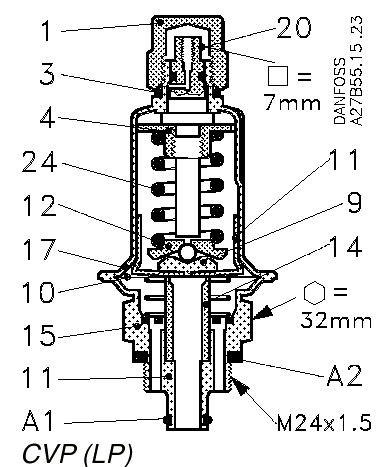 1
20
3
□ =
7mm
DANFOSS
A27B55.15.23
4
24
11
12
9
17
14
10
⬡ =
32mm
15
11
A2
A1
M24x1.5
CVP (LP)